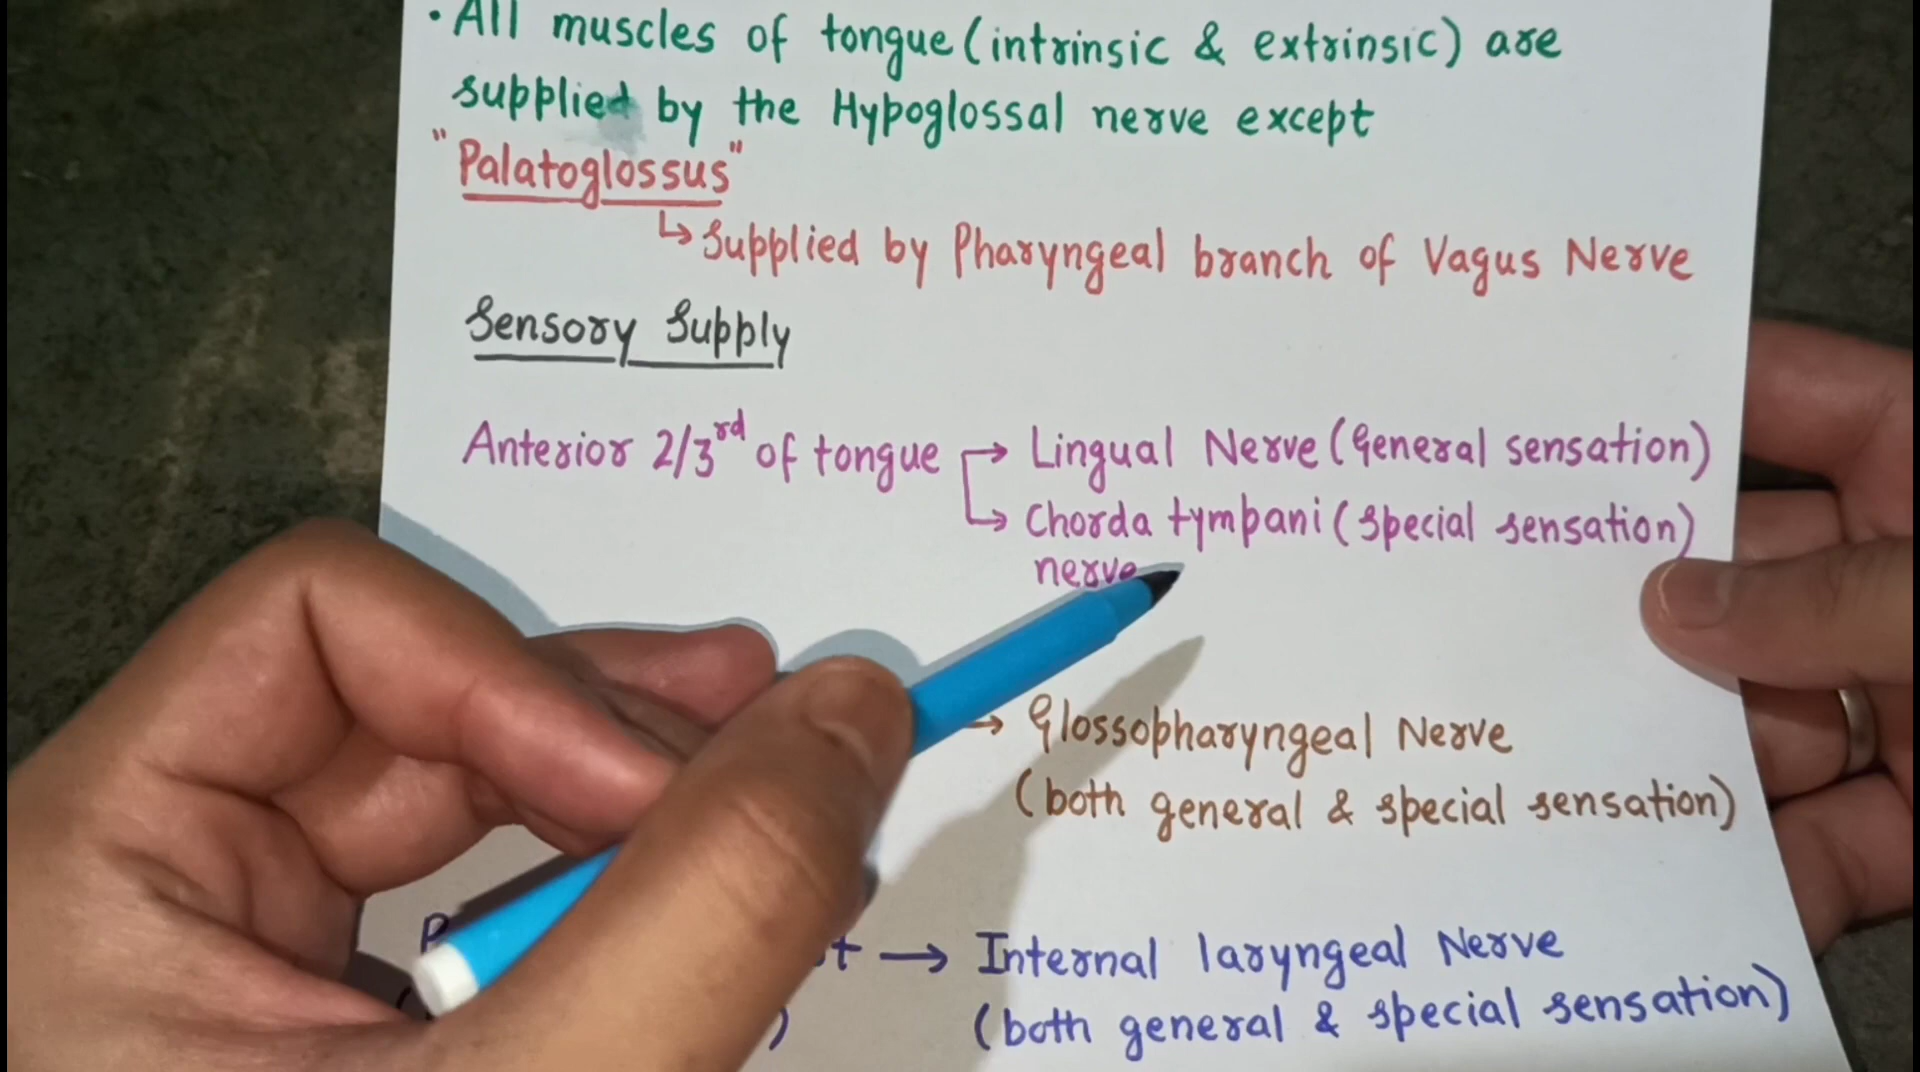 • All muscles of tongue (intrinsic & extrinsic) are
supplied by the Hypoglossal nerve except
"Palatoglossus"
↳ Supplied by Pharyngeal branch of Vagus Nerve
Sensory Supply
Anterior 2/3rd of tongue → Lingual Nerve (General sensation)
↳ Chorda tympani (special sensation)
nerve
→ Glossopharyngeal Nerve
(both general & special sensation)
→ Internal laryngeal Nerve
(both general & special sensation)